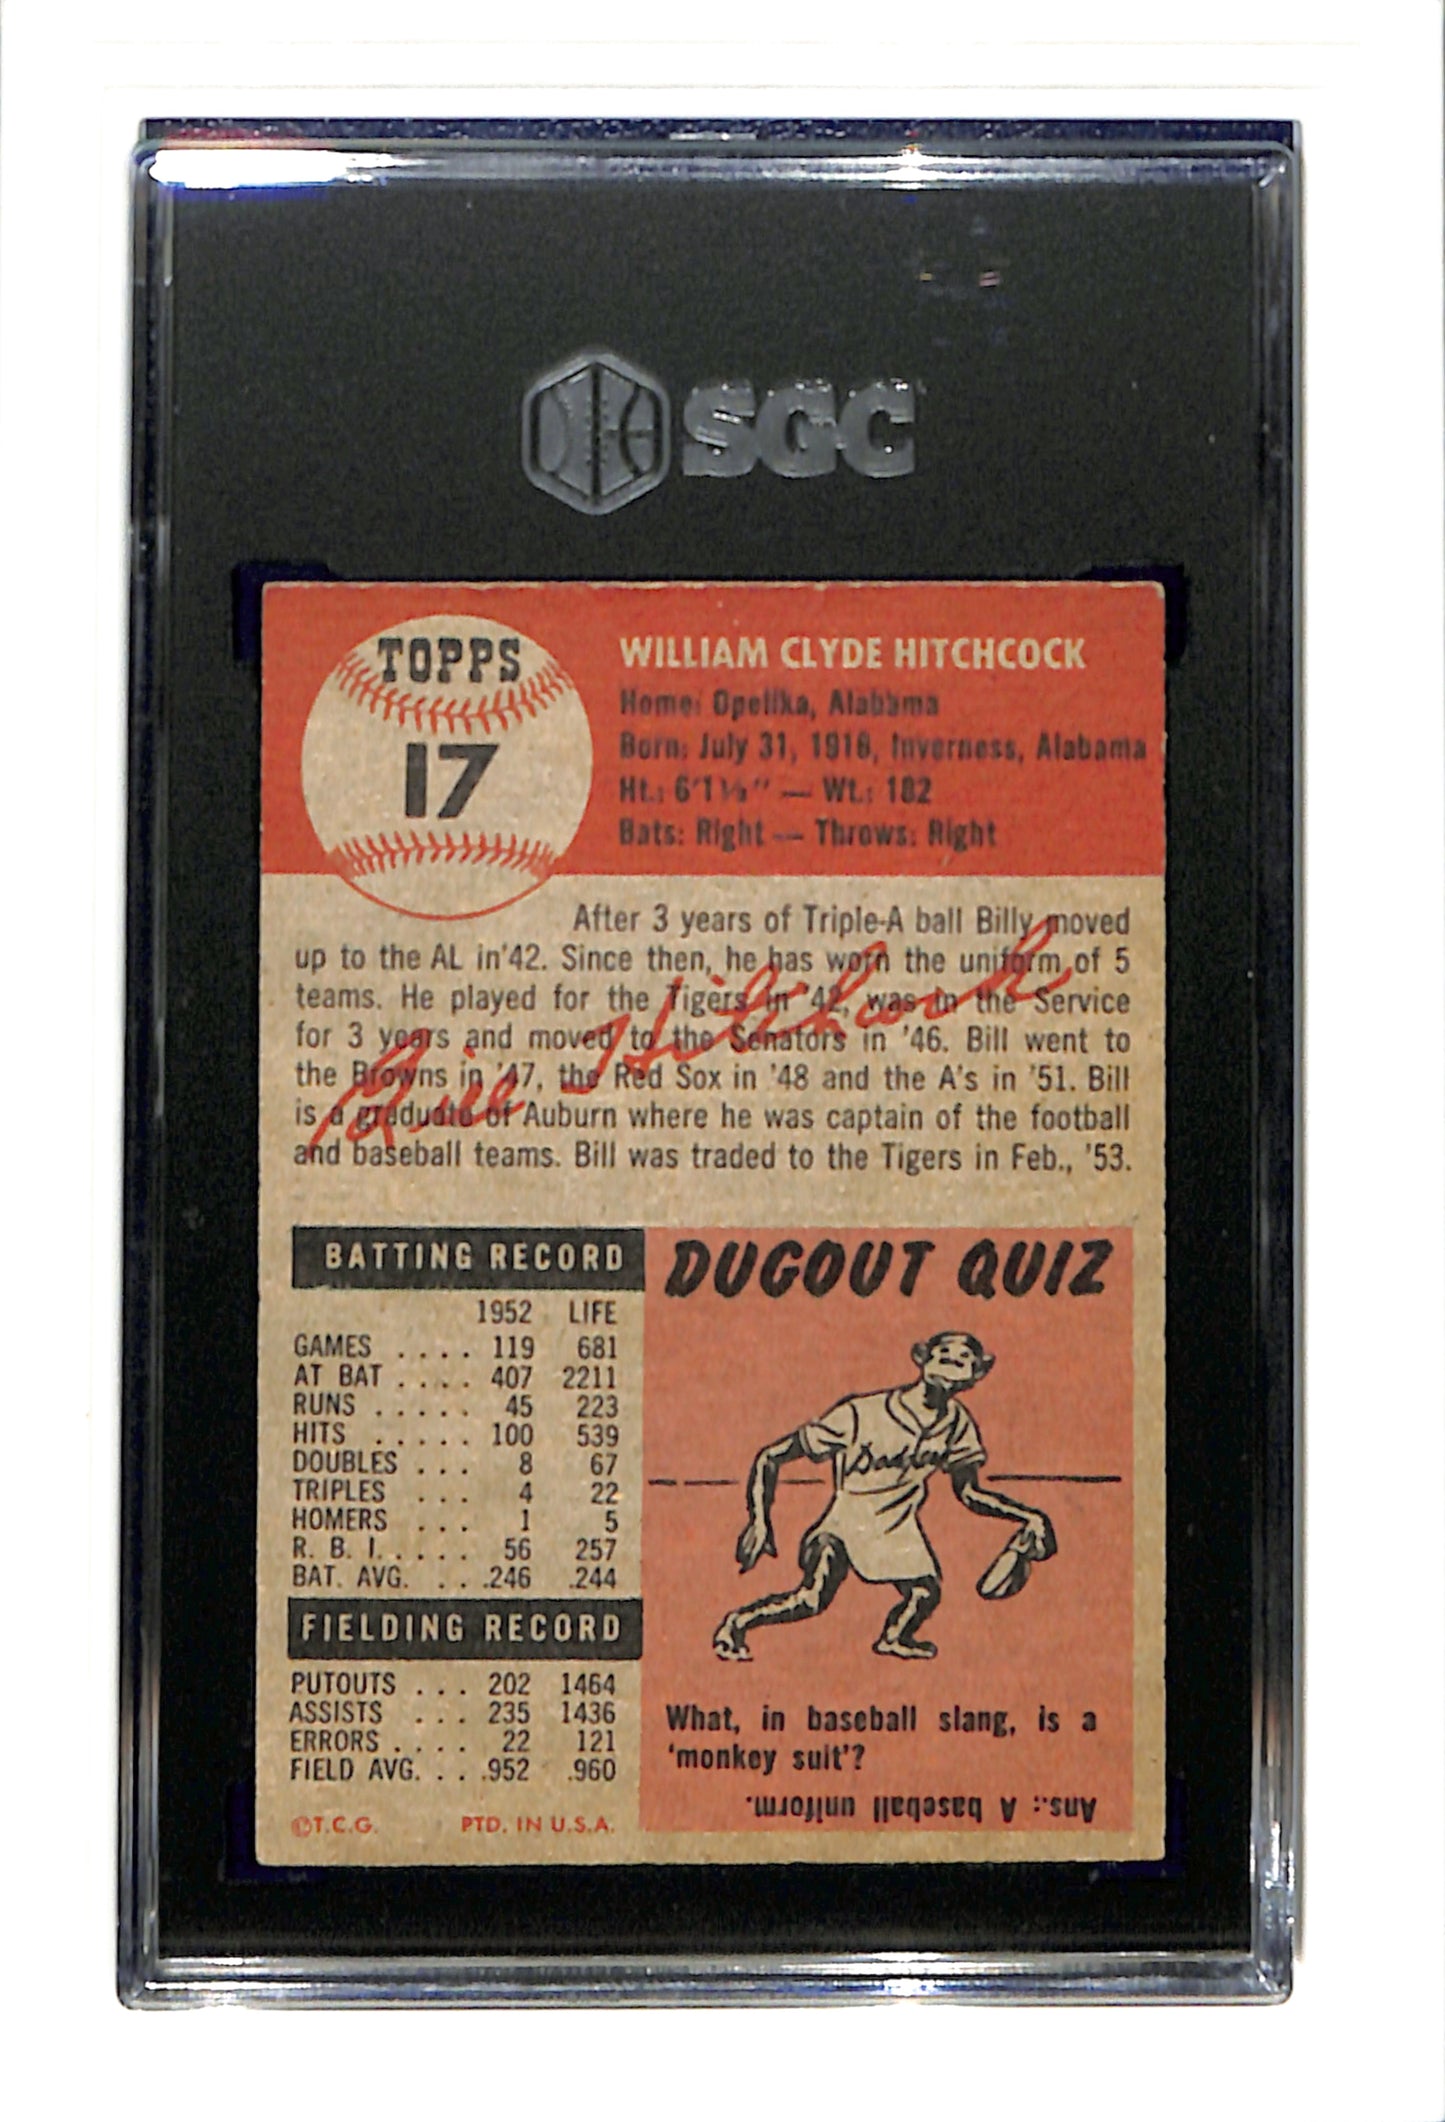 SGC
TOPPS
17
WILLIAM CLYDE HITCHCOCK
Home: Opelika, Alabama
Born: July 31, 1918, Inverness, Alabama
Ht.: 6'1½" — Wt.: 182
Bats: Right — Throws: Right
After 3 years of Triple-A ball Billy moved
up to the AL in '42. Since then, he has worn the uniform of 5
teams. He played for the Tigers in '42, was in the Service
for 3 years and moved to the Senators in '46. Bill went to
the Browns in '47, the Red Sox in '48 and the A's in '51. Bill
is a graduate of Auburn where he was captain of the football
and baseball teams. Bill was traded to the Tigers in Feb., '53.
Bill Hitchcock
BATTING RECORD
1952 LIFE
GAMES .... 119 681
AT BAT .... 407 2211
RUNS ..... 45 223
HITS ..... 100 539
DOUBLES ... 8 67
TRIPLES ... 4 22
HOMERS ... 1 5
R. B. I. .... 56 257
BAT. AVG. ... .246 .244
FIELDING RECORD
PUTOUTS ... 202 1464
ASSISTS ... 235 1436
ERRORS .... 22 121
FIELD AVG. ... .952 .960
©T.C.G. PTD. IN U.S.A.
DUGOUT QUIZ
Dodgers
What, in baseball slang, is a
'monkey suit'?
Ans.: A baseball uniform.